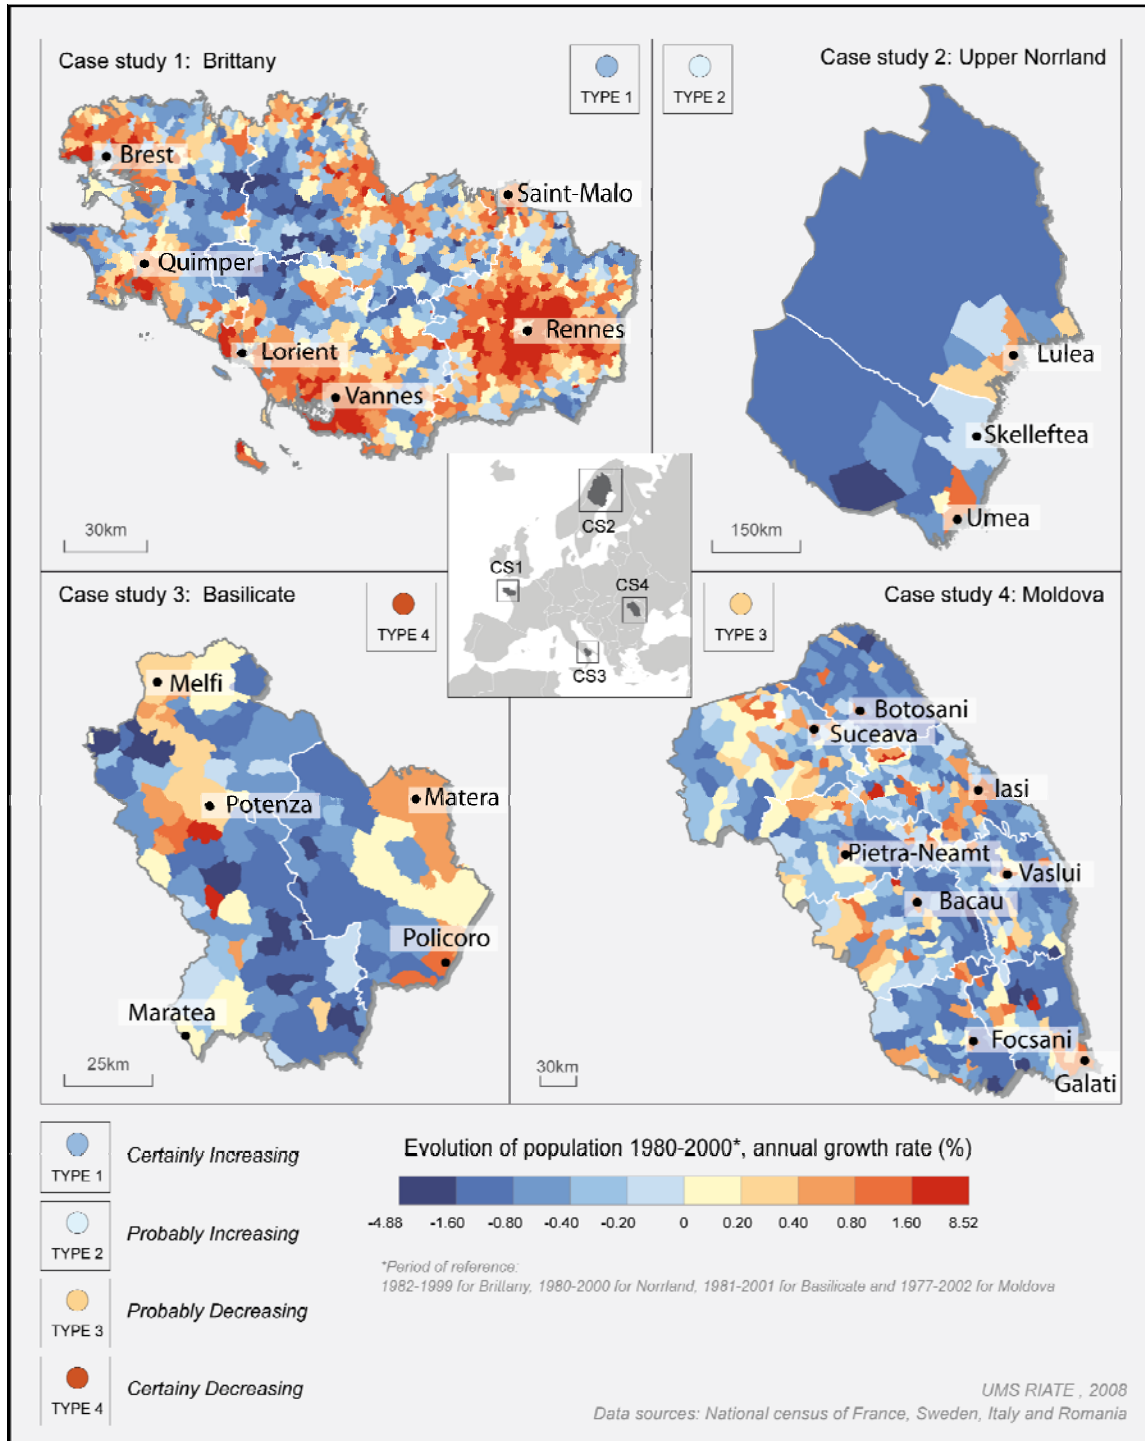 Case study 1: Brittany
TYPE 1
TYPE 2
Case study 2: Upper Norrland
Brest
Saint-Malo
Quimper
Rennes
Lorient
Vannes
30km
Lulea
Skelleftea
Umea
150km
CS2
CS1
CS4
CS3
Case study 3: Basilicate
TYPE 4
TYPE 3
Case study 4: Moldova
Melfi
Potenza
Matera
Policoro
Maratea
25km
Botosani
Suceava
Iasi
Pietra-Neamt
Vaslui
Bacau
Focsani
Galati
30km
TYPE 1
Certainly Increasing
TYPE 2
Probably Increasing
TYPE 3
Probably Decreasing
TYPE 4
Certainy Decreasing
Evolution of population 1980-2000*, annual growth rate (%)
-4.88 -1.60 -0.80 -0.40 -0.20 0 0.20 0.40 0.80 1.60 8.52
*Period of reference:
1982-1999 for Brittany, 1980-2000 for Norrland, 1981-2001 for Basilicate and 1977-2002 for Moldova
UMS RIATE , 2008
Data sources: National census of France, Sweden, Italy and Romania